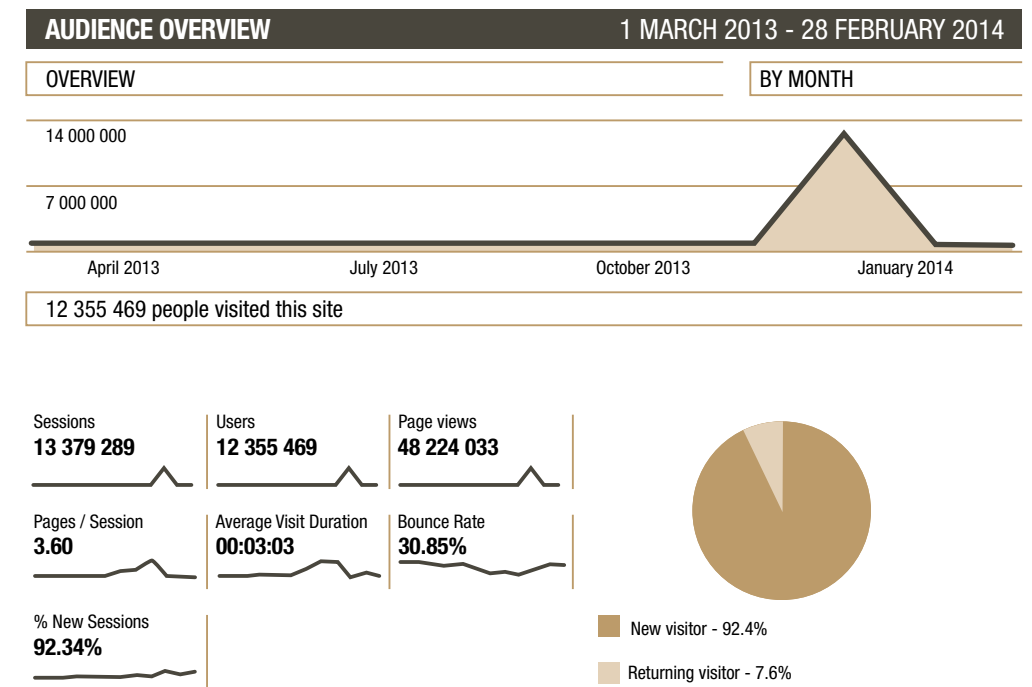 AUDIENCE OVERVIEW 1 MARCH 2013 - 28 FEBRUARY 2014
OVERVIEW BY MONTH
14 000 000
7 000 000
April 2013 July 2013 October 2013 January 2014
12 355 469 people visited this site
Sessions Users Page views
13 379 289 12 355 469 48 224 033
Pages / Session Average Visit Duration Bounce Rate
3.60 00:03:03 30.85%
% New Sessions
92.34%
New visitor - 92.4%
Returning visitor - 7.6%